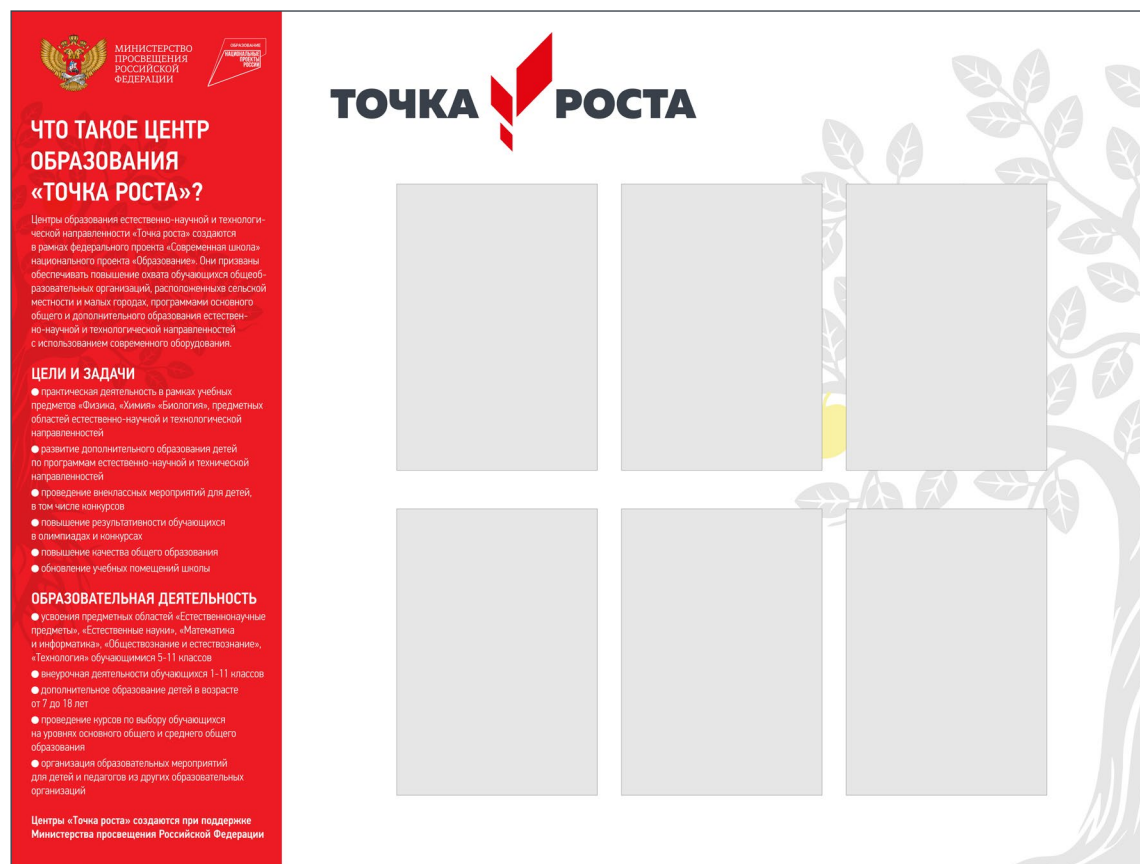 МИНИСТЕРСТВО
ПРОСВЕЩЕНИЯ
РОССИЙСКОЙ
ФЕДЕРАЦИИ
ОБРАЗОВАНИЕ
НАЦИОНАЛЬНЫЕ
ПРОЕКТЫ
РОССИИ
ЧТО ТАКОЕ ЦЕНТР
ОБРАЗОВАНИЯ
«ТОЧКА РОСТА»?
Центры образования естественно-научной и технологи-
ческой направленности «Точка роста» создаются
в рамках федерального проекта «Современная школа»
национального проекта «Образование». Они призваны
обеспечивать повышение охвата обучающихся общеоб-
разовательных организаций, расположенныхв сельской
местности и малых городах, программами основного
общего и дополнительного образования естествен-
но-научной и технологической направленностей
с использованием современного оборудования.
ЦЕЛИ И ЗАДАЧИ
● практическая деятельность в рамках учебных
предметов «Физика, «Химия» «Биология», предметных
областей естественно-научной и технологической
направленностей
● развитие дополнительного образования детей
по программам естественно-научной и технической
направленностей
● проведение внеклассных мероприятий для детей,
в том числе конкурсов
● повышение результативности обучающихся
в олимпиадах и конкурсах
● повышение качества общего образования
● обновление учебных помещений школы
ОБРАЗОВАТЕЛЬНАЯ ДЕЯТЕЛЬНОСТЬ
● усвоения предметных областей «Естественнонаучные
предметы», «Естественные науки», «Математика
и информатика», «Обществознание и естествознание»,
«Технология» обучающимися 5-11 классов
● внеурочная деятельности обучающихся 1-11 классов
● дополнительное образование детей в возрасте
от 7 до 18 лет
● проведение курсов по выбору обучающихся
на уровнях основного общего и среднего общего
образования
● организация образовательных мероприятий
для детей и педагогов из других образовательных
организаций
Центры «Точка роста» создаются при поддержке
Министерства просвещения Российской Федерации
ТОЧКА РОСТА